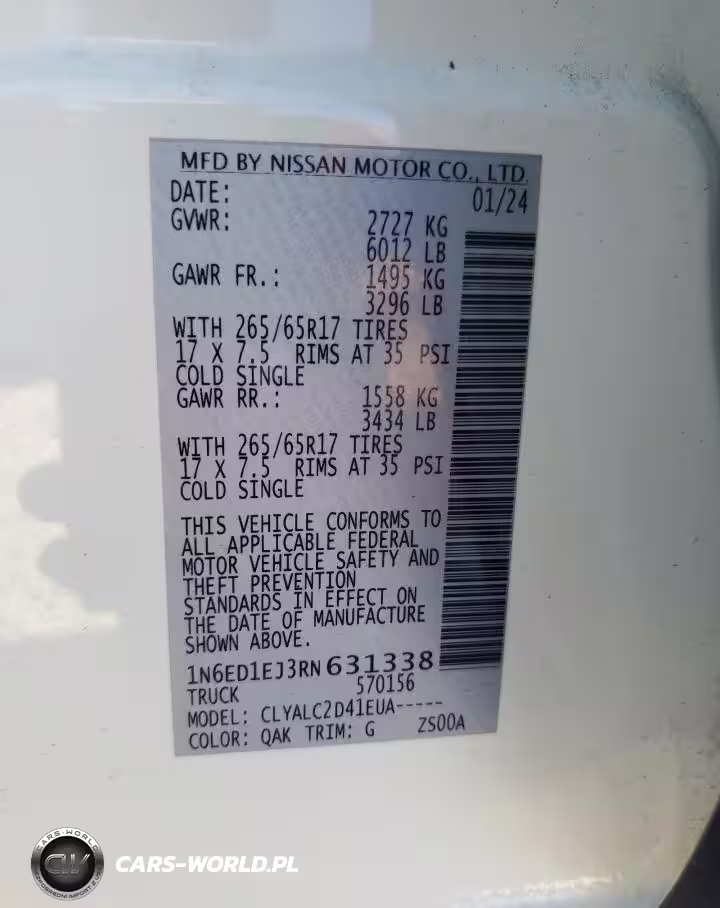 MFD BY NISSAN MOTOR CO., LTD.
DATE: 01/24
GVWR: 2727 KG
6012 LB
GAWR FR.: 1495 KG
3296 LB
WITH 265/65R17 TIRES
17 X 7.5 RIMS AT 35 PSI
COLD SINGLE
GAWR RR.: 1558 KG
3434 LB
WITH 265/65R17 TIRES
17 X 7.5 RIMS AT 35 PSI
COLD SINGLE
THIS VEHICLE CONFORMS TO
ALL APPLICABLE FEDERAL
MOTOR VEHICLE SAFETY AND
THEFT PREVENTION
STANDARDS IN EFFECT ON
THE DATE OF MANUFACTURE
SHOWN ABOVE.
1N6ED1EJ3RN631338
TRUCK 570156
MODEL: CLYALC2D41EUA-----
COLOR: QAK TRIM: G ZS00A
CARS-WORLD
CW
CARS-WORLD.PL